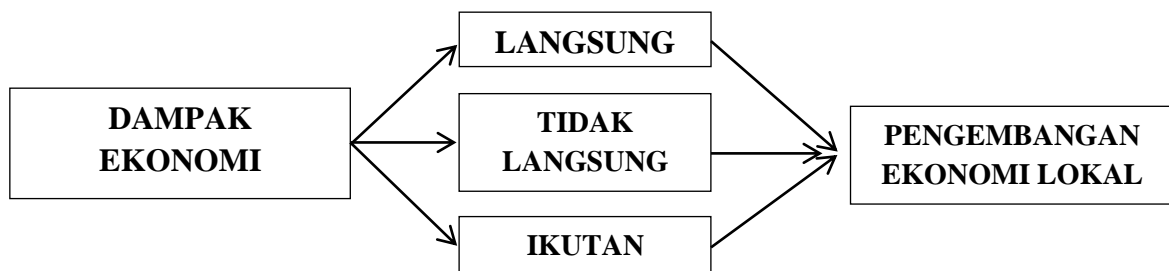 DAMPAK
EKONOMI
LANGSUNG
TIDAK
LANGSUNG
IKUTAN
PENGEMBANGAN
EKONOMI LOKAL